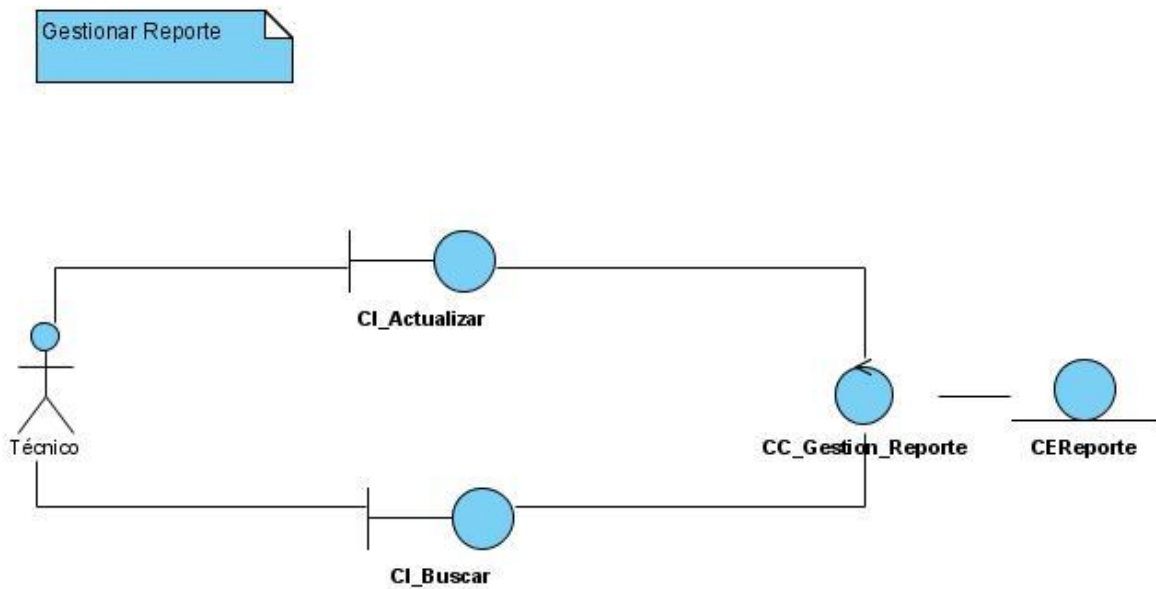 Gestionar Reporte
CI_Actualizar
Técnico
CC_Gestion_Reporte
CEReporte
CI_Buscar